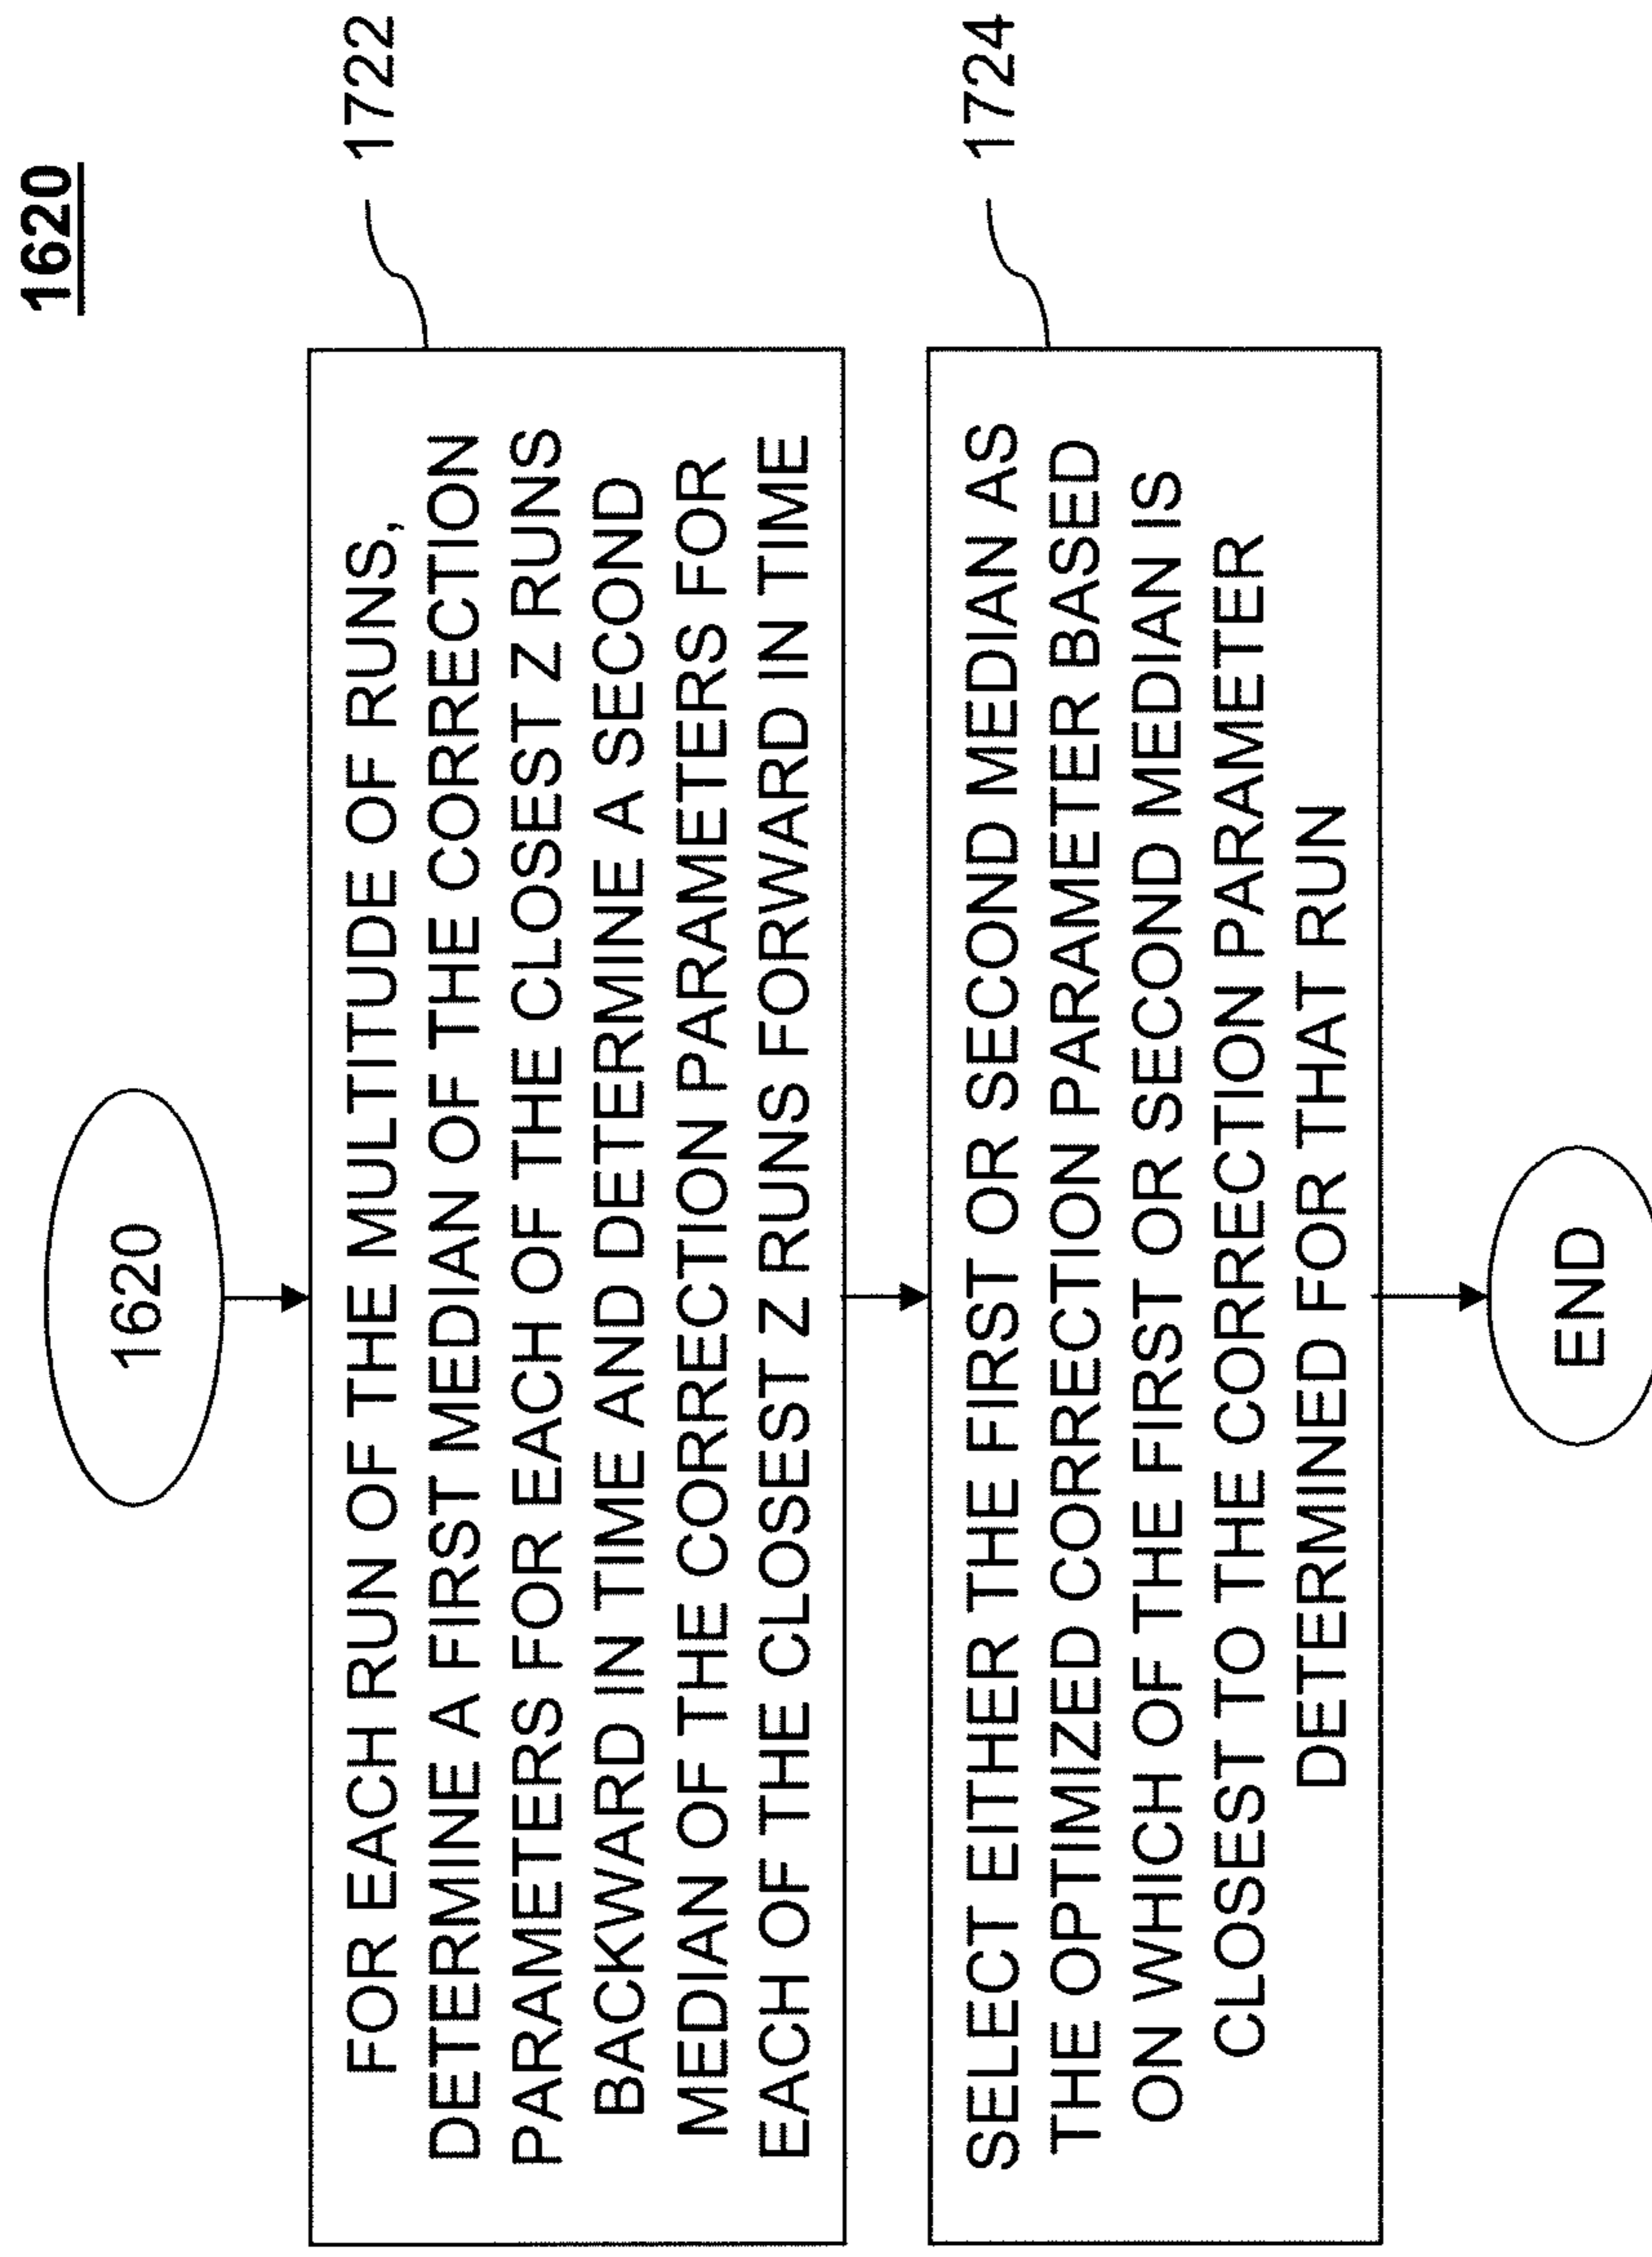 1620
1620
FOR EACH RUN OF THE MULTITUDE OF RUNS,
DETERMINE A FIRST MEDIAN OF THE CORRECTION
PARAMETERS FOR EACH OF THE CLOSEST Z RUNS
BACKWARD IN TIME AND DETERMINE A SECOND
MEDIAN OF THE CORRECTION PARAMETERS FOR
EACH OF THE CLOSEST Z RUNS FORWARD IN TIME
1722
SELECT EITHER THE FIRST OR SECOND MEDIAN AS
THE OPTIMIZED CORRECTION PARAMETER BASED
ON WHICH OF THE FIRST OR SECOND MEDIAN IS
CLOSEST TO THE CORRECTION PARAMETER
DETERMINED FOR THAT RUN
1724
END